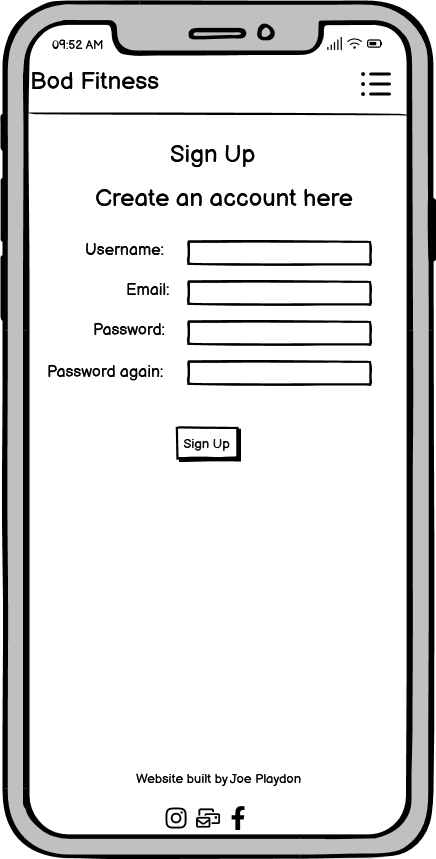 09:52 AM
Bod Fitness
Sign Up
Create an account here
Username:
Email:
Password:
Password again:
Sign Up
Website built by Joe Playdon